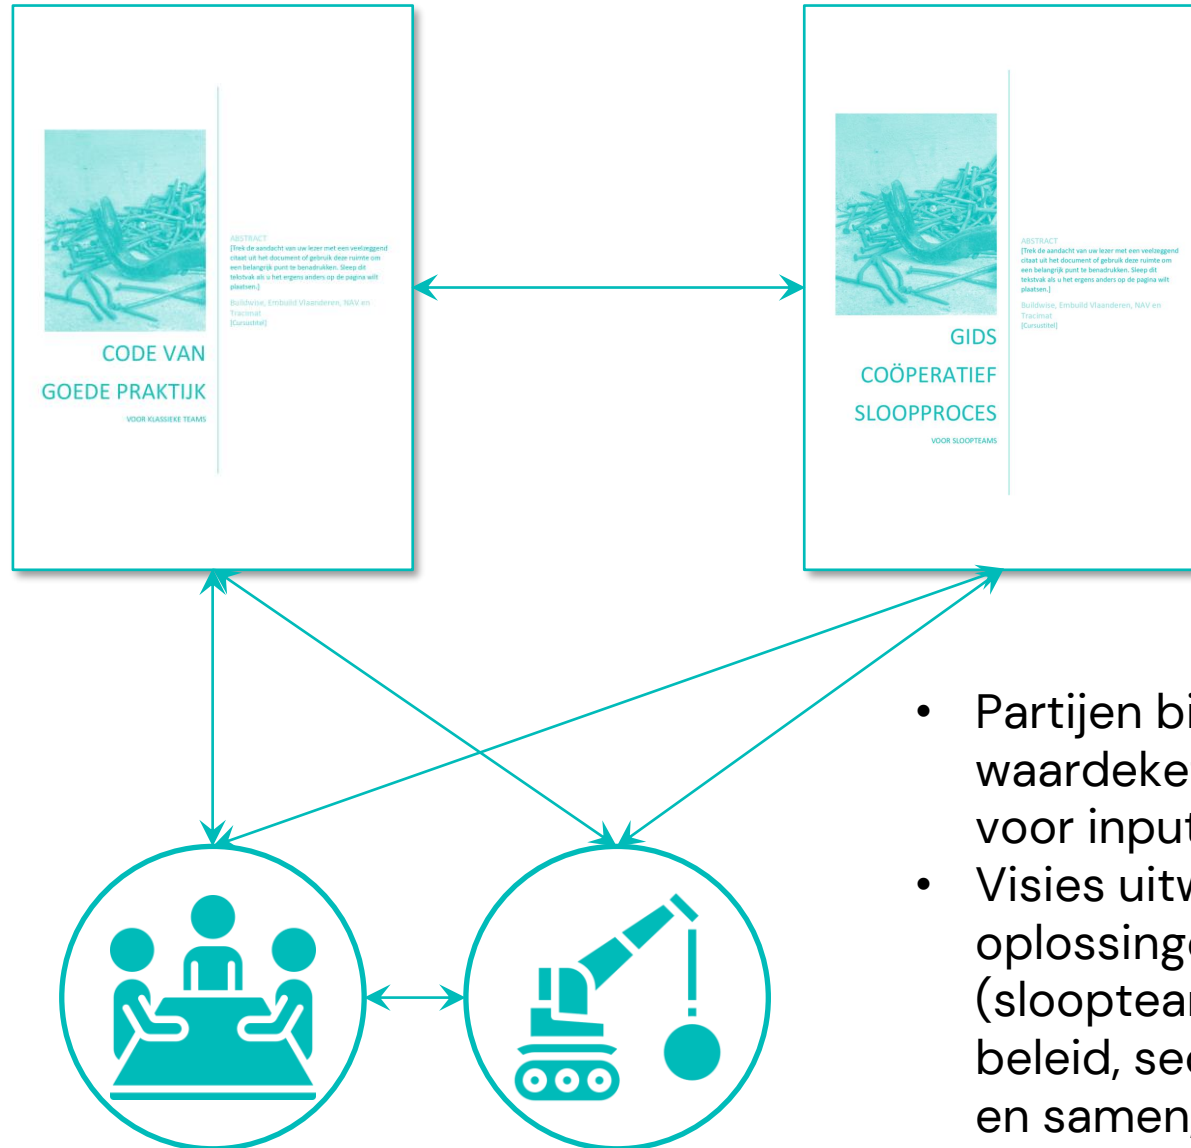 CODE VAN
GOEDE PRAKTIJK
VOOR KLASSIEKE TEAMS
ABSTRACT
[Trek de aandacht van uw lezer met een veelzeggend
citaat uit het document of gebruik deze ruimte om
een belangrijk punt te benadrukken. Sleep dit
tekstvak als u het ergens anders op de pagina wilt
plaatsen.]
Buildwise, Embuild Vlaanderen, NAV en
Tracimat
[Cursustitel]
GIDS
COÖPERATIEF
SLOOPPROCES
VOOR SLOOPTEAMS
ABSTRACT
[Trek de aandacht van uw lezer met een veelzeggend
citaat uit het document of gebruik deze ruimte om
een belangrijk punt te benadrukken. Sleep dit
tekstvak als u het ergens anders op de pagina wilt
plaatsen.]
Buildwise, Embuild Vlaanderen, NAV en
Tracimat
[Cursustitel]
• Partijen bi
waardeke
voor input
• Visies uitw
oplossinge
(sloopteam
beleid, sec
en samen